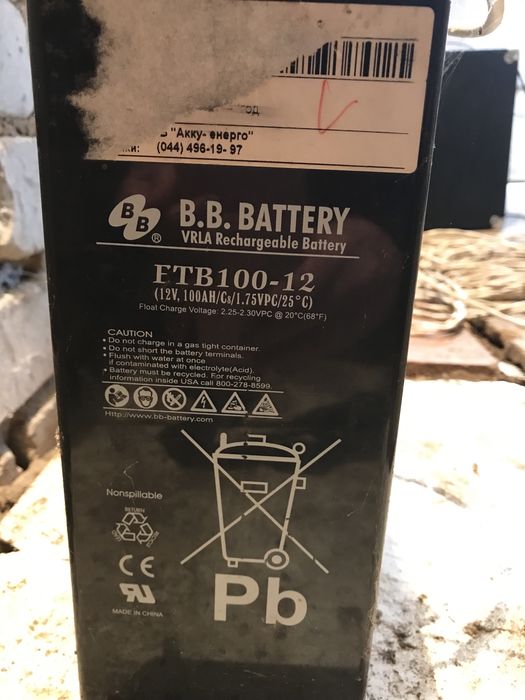 год
"Акку- енерго"
(044) 496-19- 97
BB
®
B.B. BATTERY
VRLA Rechargeable Battery
FTB100-12
(12V, 100AH/C8/1.75VPC/25°C)
Float Charge Voltage: 2.25-2.30VPC @ 20°C(68°F)
CAUTION
• Do not charge in a gas tight container.
• Do not short the battery terminals.
• Flush with water at once
if contaminated with electrolyte(Acid).
• Battery must be recycled. For recycling
information inside USA call 800-278-8599.
Http://www.bb-battery.com
Nonspillable
RETURN
CE
MADE IN CHINA
Pb